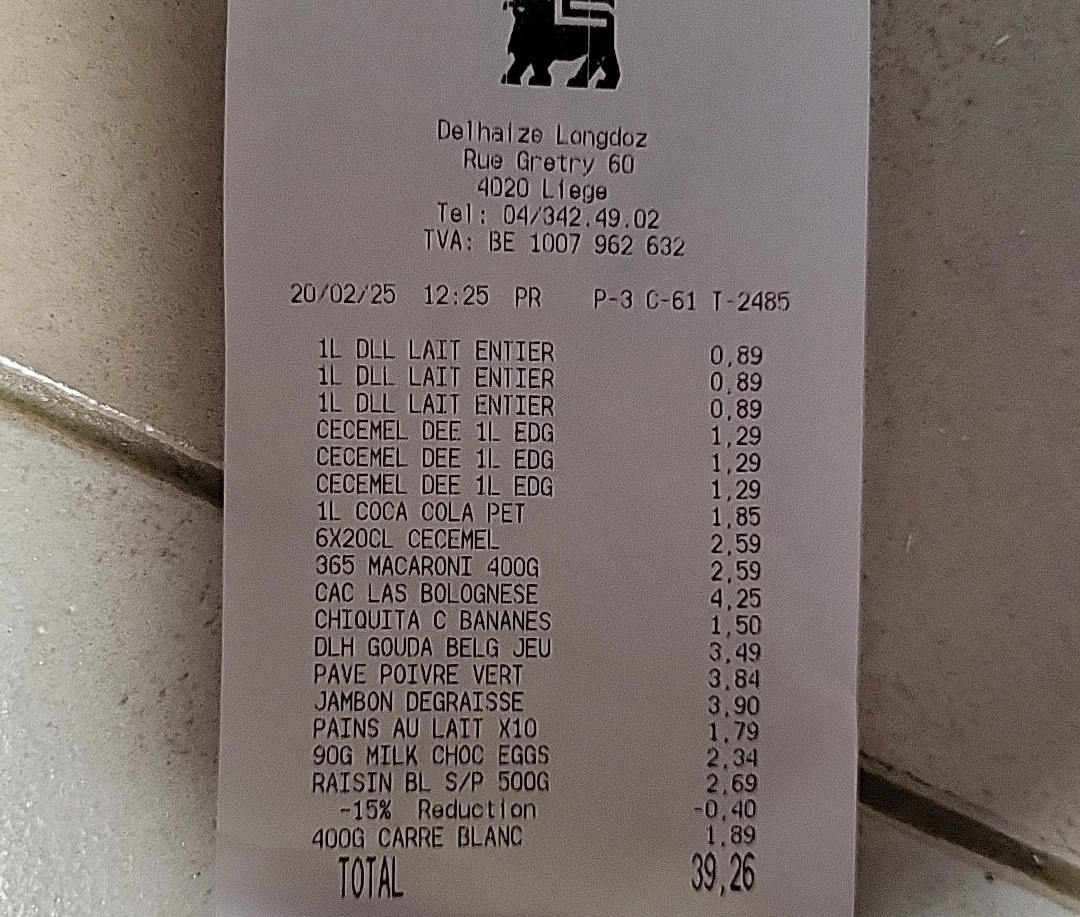 Delhaize Longdoz
Rue Gretry 60
4020 Liege
Tel: 04/342.49.02
TVA: BE 1007 962 632
20/02/25 12:25 PR P-3 C-61 T-2485
1L DLL LAIT ENTIER 0,89
1L DLL LAIT ENTIER 0,89
1L DLL LAIT ENTIER 0,89
CECEMEL DEE 1L EDG 1,29
CECEMEL DEE 1L EDG 1,29
CECEMEL DEE 1L EDG 1,29
1L COCA COLA PET 1,85
6X20CL CECEMEL 2,59
365 MACARONI 400G 2,59
CAC LAS BOLOGNESE 4,25
CHIQUITA C BANANES 1,50
DLH GOUDA BELG JEU 3,49
PAVE POIVRE VERT 3,84
JAMBON DEGRAISSE 3,90
PAINS AU LAIT X10 1,79
90G MILK CHOC EGGS 2,34
RAISIN BL S/P 500G 2,69
-15% Reduction -0,40
400G CARRE BLANC 1,89
TOTAL 39,26